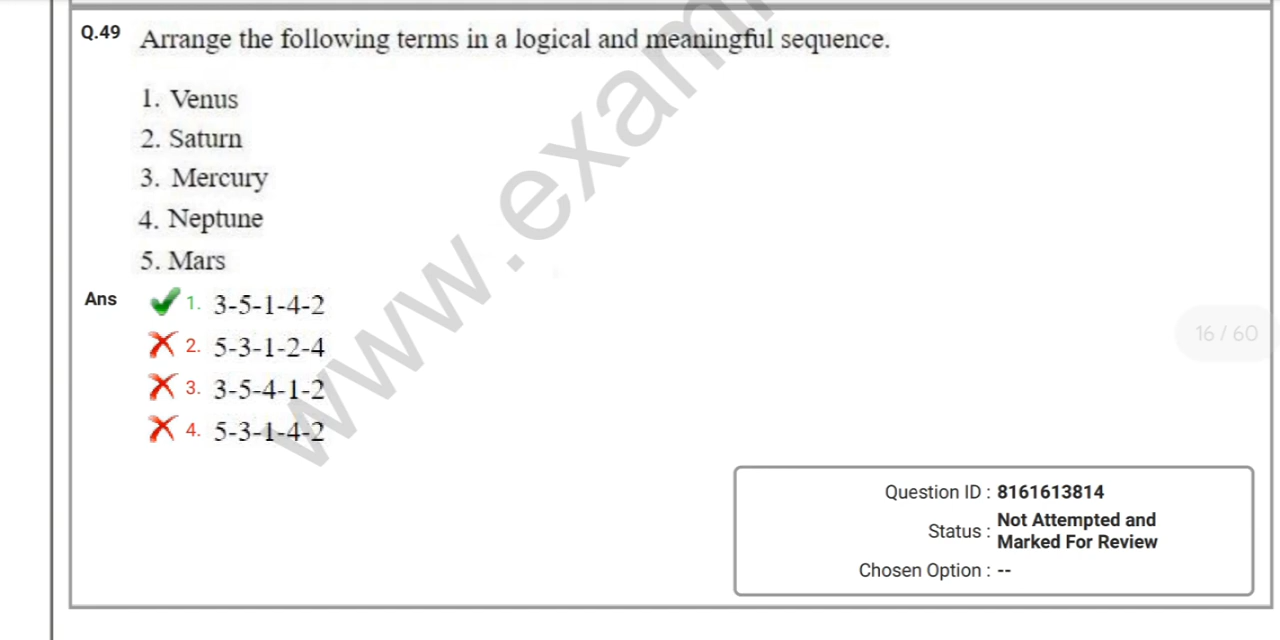 Q.49 Arrange the following terms in a logical and meaningful sequence.
1. Venus
2. Saturn
3. Mercury
4. Neptune
5. Mars
Ans 1. 3-5-1-4-2
2. 5-3-1-2-4
3. 3-5-4-1-2
4. 5-3-1-4-2
16 / 60
Question ID : 8161613814
Status : Not Attempted and
Marked For Review
Chosen Option : --
www.exam